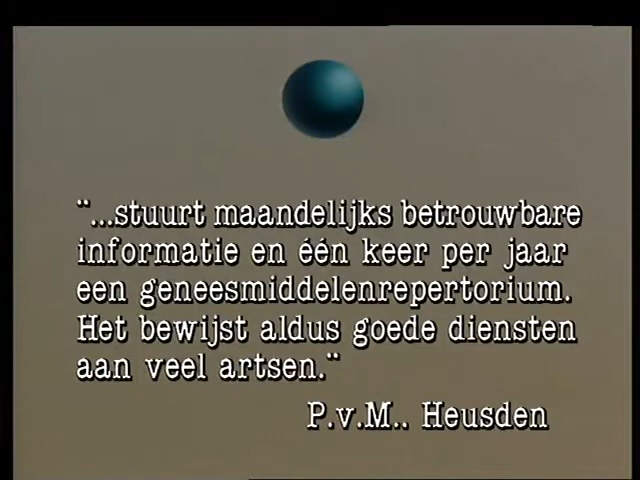 ¨...stuurt maandelijks betrouwbare
informatie en één keer per jaar
een geneesmiddelenrepertorium.
Het bewijst aldus goede diensten
aan veel artsen.¨
P.v.M.. Heusden